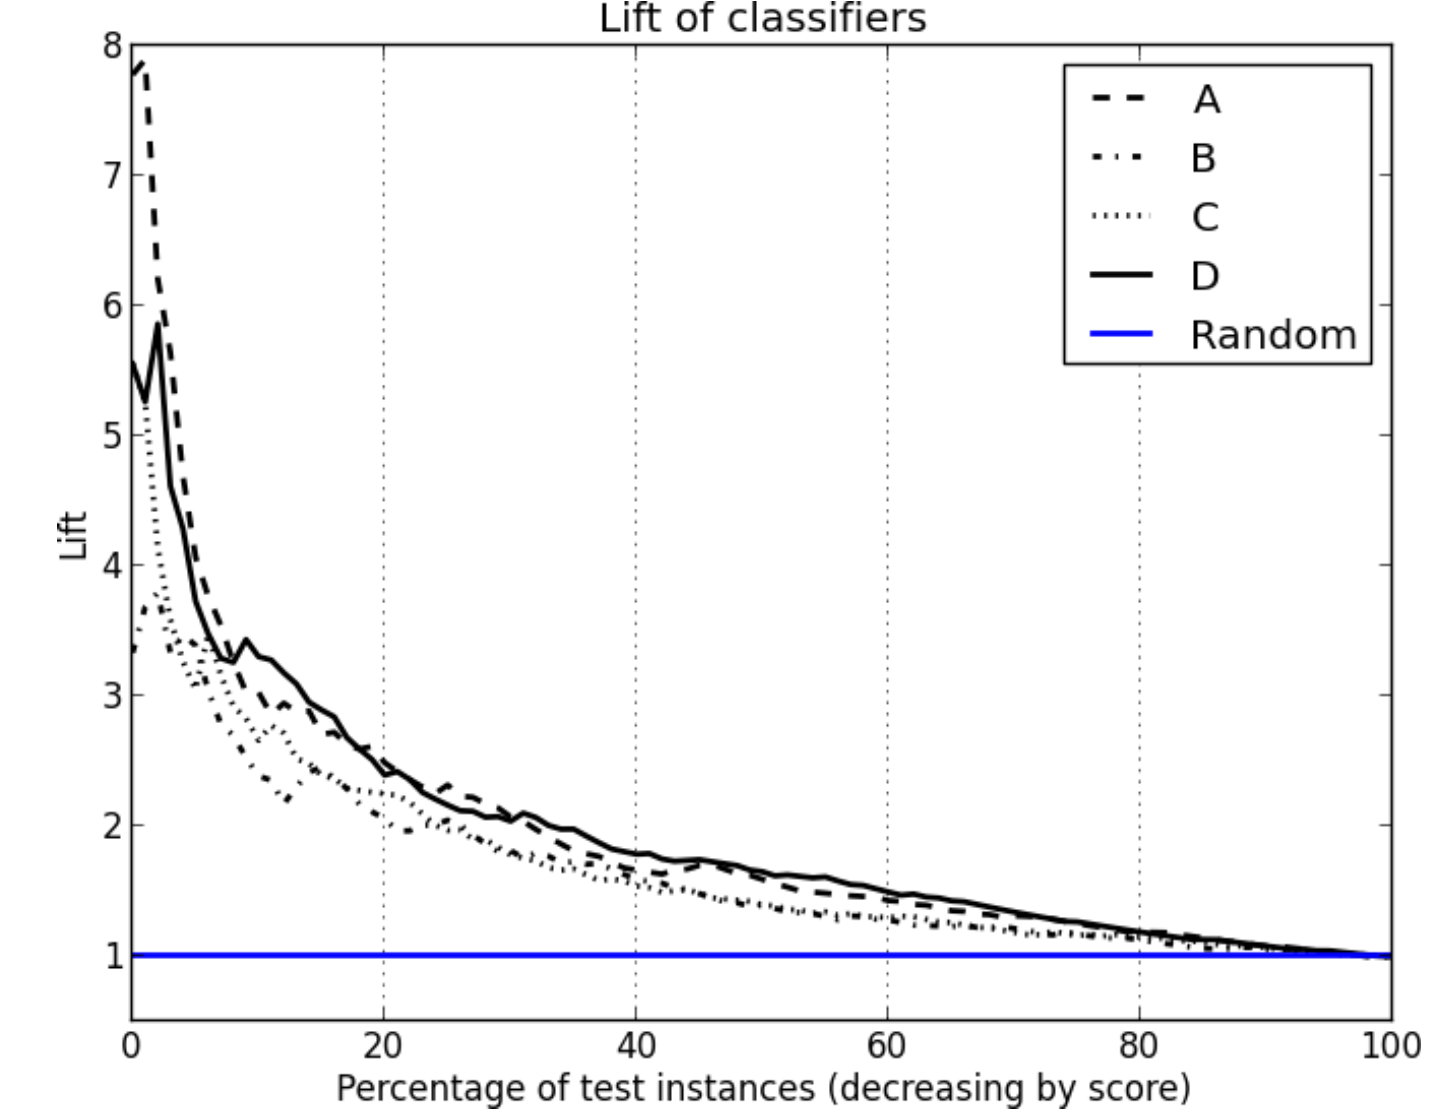 Lift of classifiers
8
7
6
5
4
3
2
1
Lift
A
B
C
D
Random
0 20 40 60 80 100
Percentage of test instances (decreasing by score)